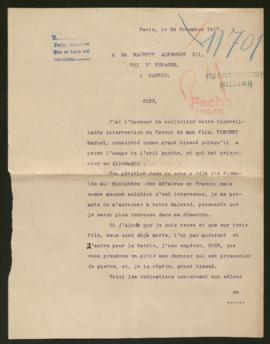 Paris, le 24 Novembre 1917.
11701
A SA MAJESTE ALPHONSE XIII,
ROI D'ESPAGNE,
A MADRID.
MILITAR
SIRE,
J'ai l'honneur de solliciter votre bienveil-
lante intervention en faveur de mon fils, VINCENT
Marcel, considéré comme grand blessé puisqu'il
a perdu l'usage de l'oeil gauche, et qui est prison-
nier en Allemagne.
Une pétition dans ce sens a déjà été formu-
lée au Ministère des Affaires en France; mais
comme aucune solution n'est intervenue, je me permets
de m'adresser à votre Majesté, persuadée que
je serai plus heureuse dans ma démarche.
Si j'ajoute que je suis veuve et que sur trois
fils, deux sont déjà morts, l'un par accident et
l'autre pour la Patrie, j'ose espérer, SIRE, que
vous prendrez en pitié mon dernier qui est prisonnier
de guerre, et, je le répète, grand blessé.
Voici les indications concernant son séjour
en
......